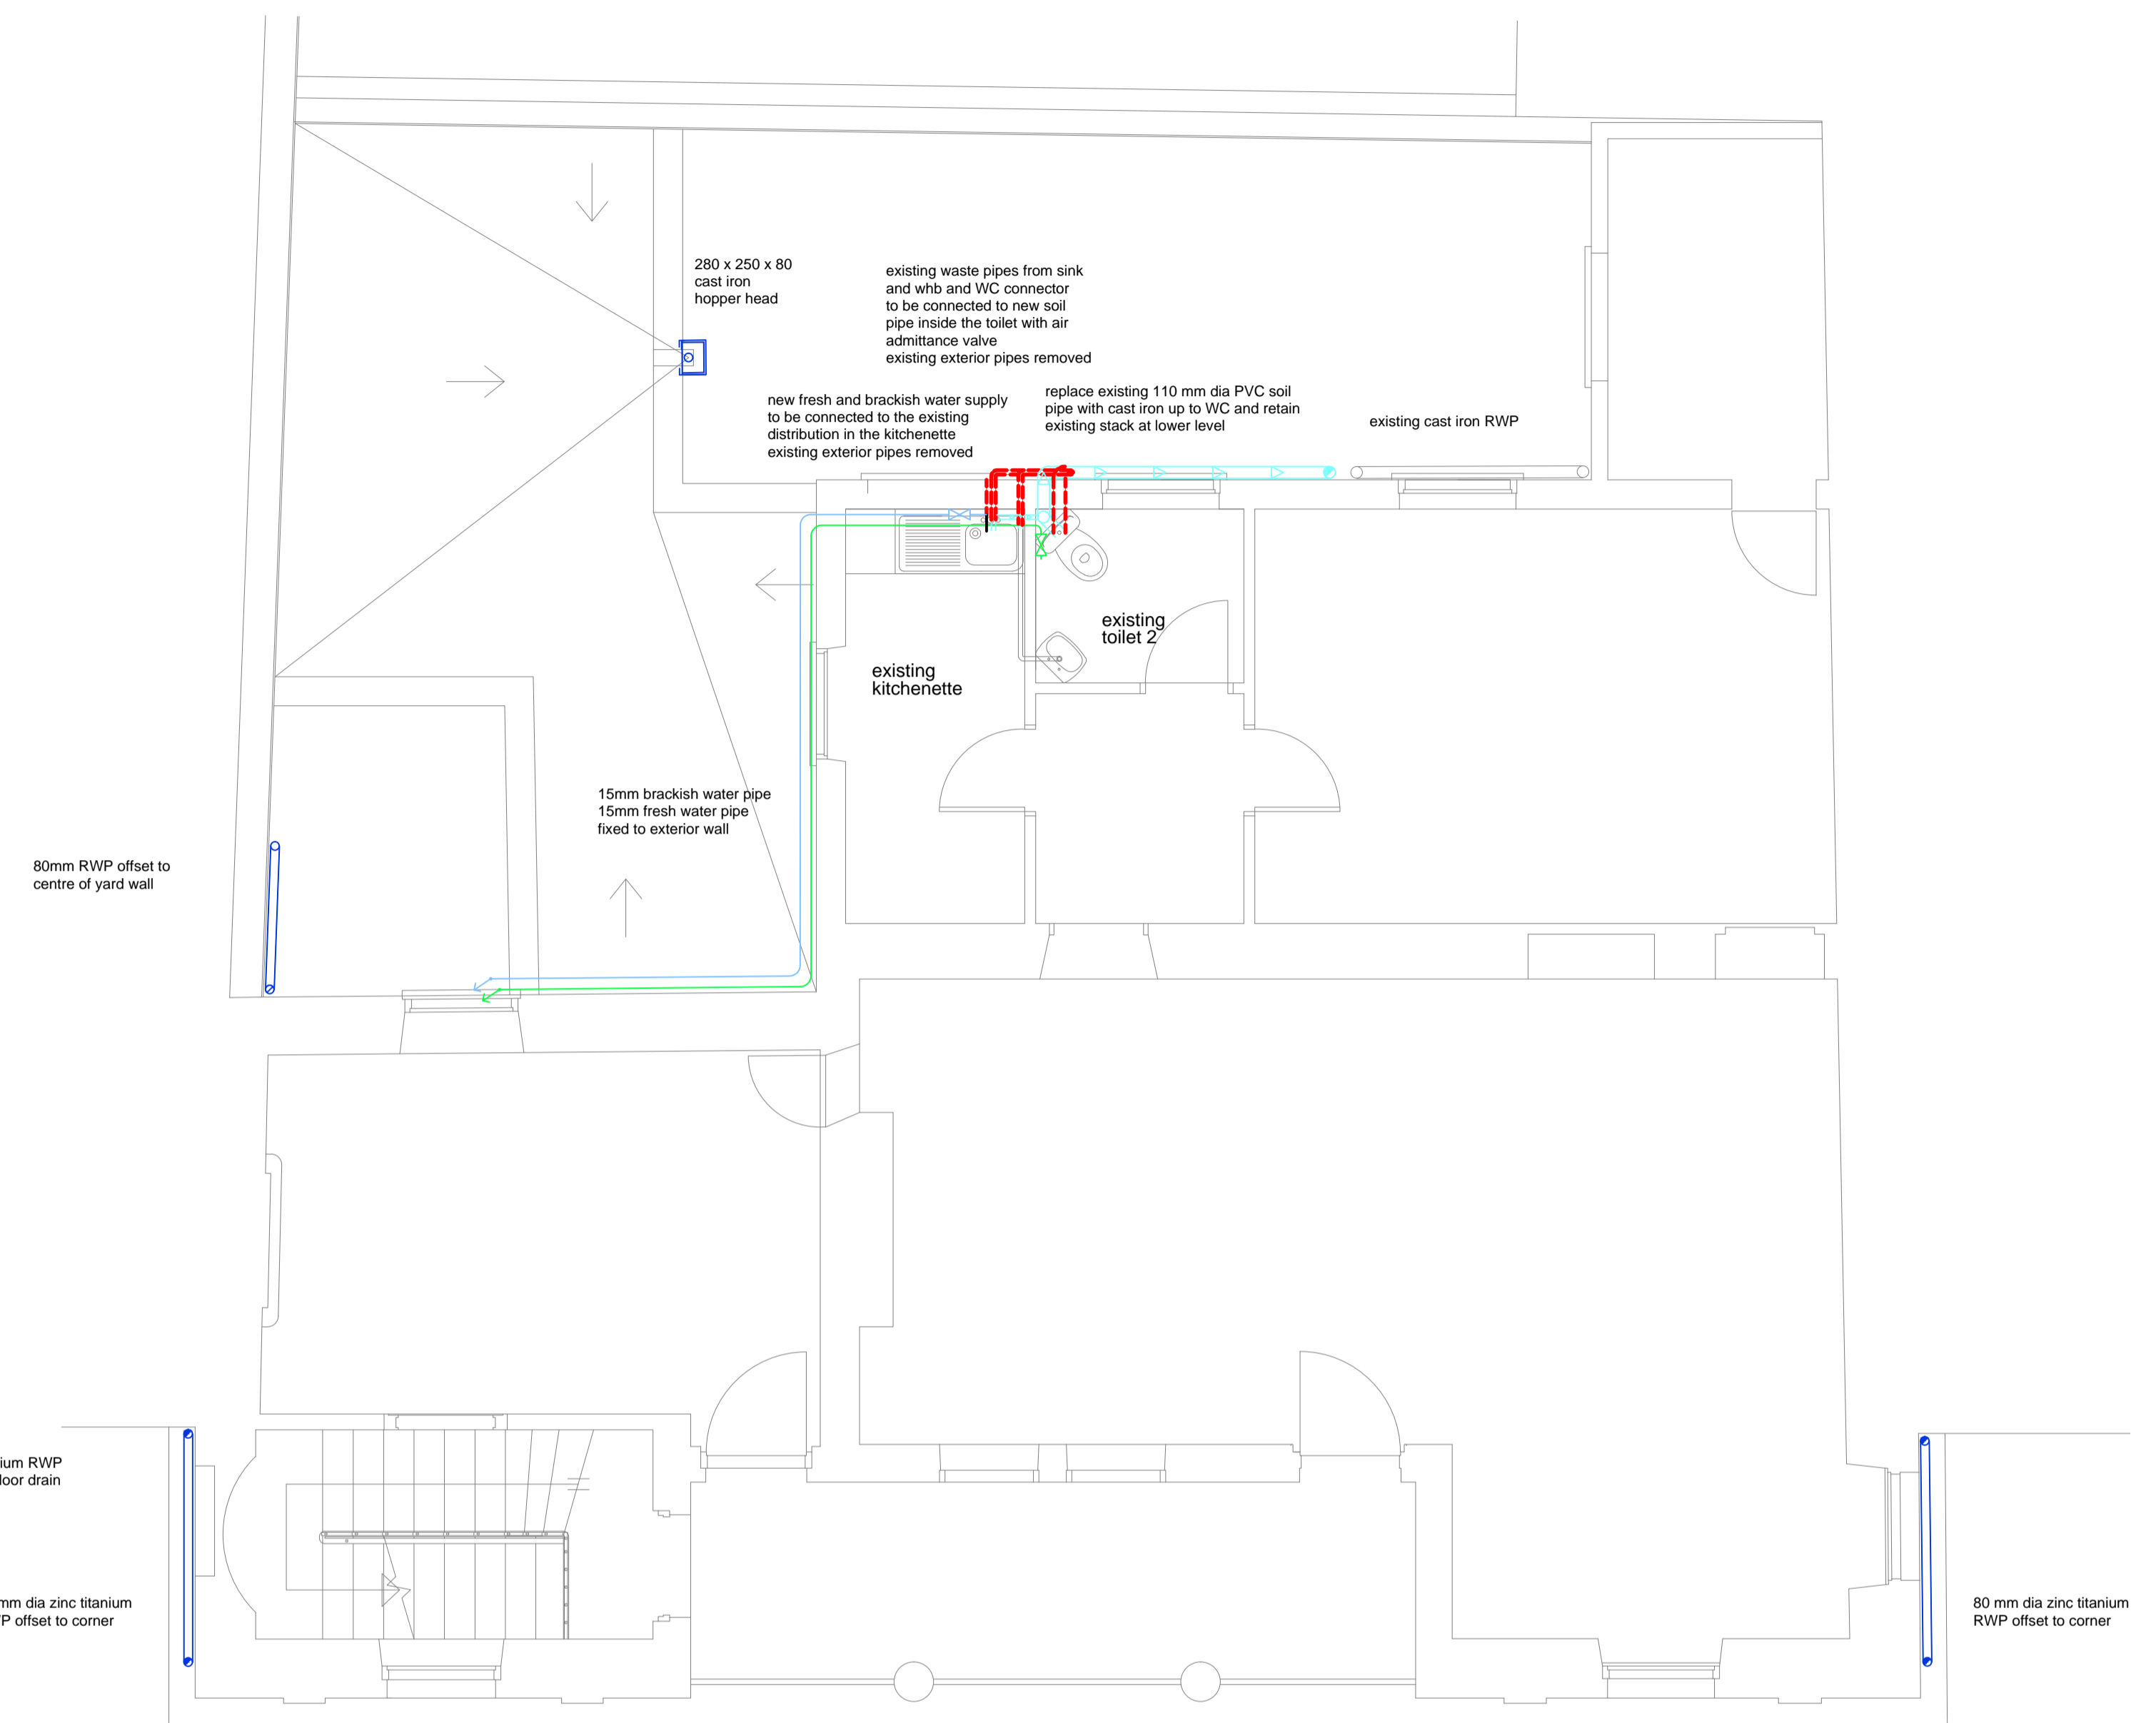 280 x 250 x 80
cast iron
hopper head
existing waste pipes from sink
and whb and WC connector
to be connected to new soil
pipe inside the toilet with air
admittance valve
existing exterior pipes removed
new fresh and brackish water supply
to be connected to the existing
distribution in the kitchenette
existing exterior pipes removed
replace existing 110 mm dia PVC soil
pipe with cast iron up to WC and retain
existing stack at lower level
existing cast iron RWP
existing
toilet 2
existing
kitchenette
15mm brackish water pipe
15mm fresh water pipe
fixed to exterior wall
80mm RWP offset to
centre of yard wall
RWP
drain
mm dia zinc titanium
offset to corner
80 mm dia zinc titanium
RWP offset to corner